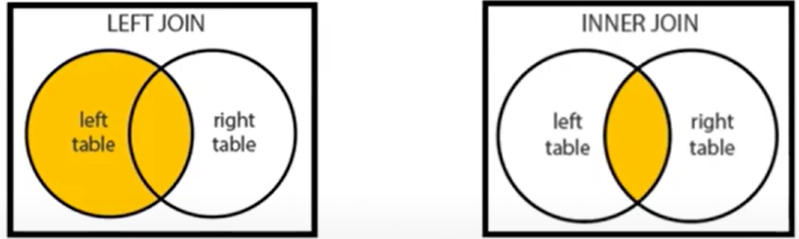 LEFT JOIN
left
table
right
table
INNER JOIN
left
table
right
table